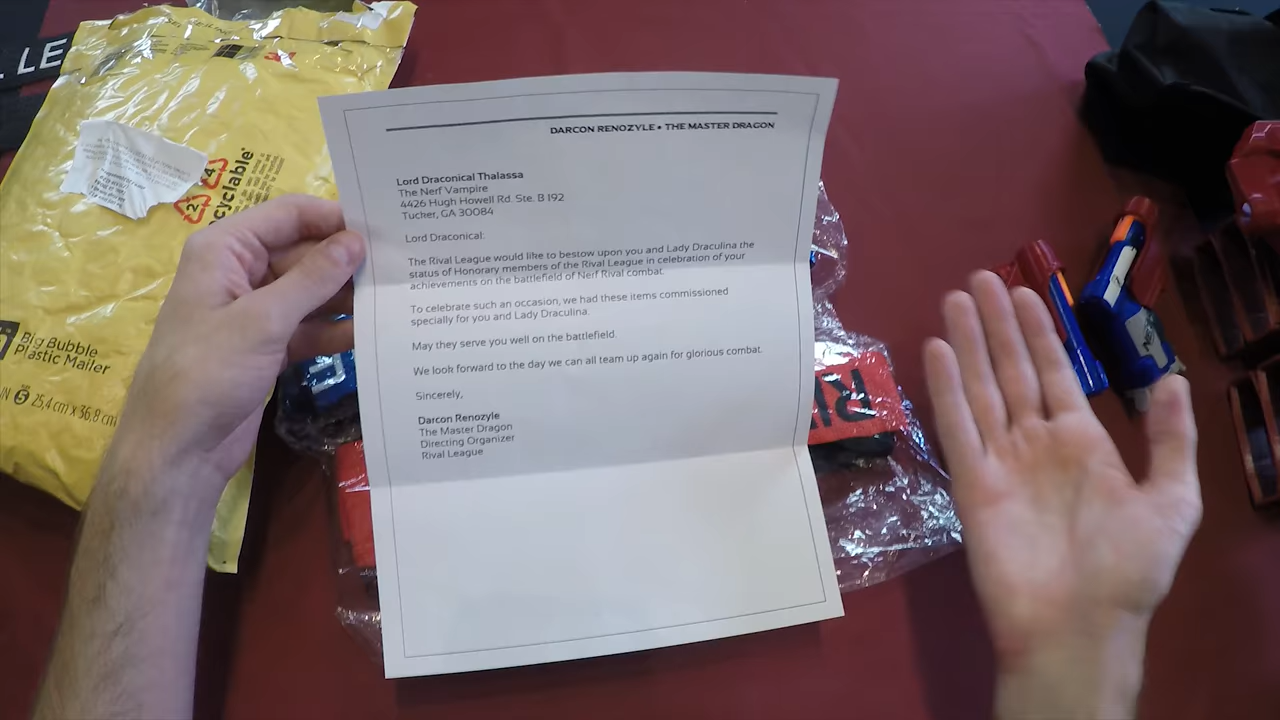 LE
DARCON RENOZYLE • THE MASTER DRAGON
Lord Draconical Thalassa
The Nerf Vampire
4426 Hugh Howell Rd. Ste. B 192
Tucker, GA 30084
Lord Draconical:
The Rival League would like to bestow upon you and Lady Draculina the
status of Honorary members of the Rival League in celebration of your
achievements on the battlefield of Nerf Rival combat.
To celebrate such an occasion, we had these items commissioned
specially for you and Lady Draculina.
May they serve you well on the battlefield.
We look forward to the day we can all team up again for glorious combat.
Sincerely,
Darcon Renozyle
The Master Dragon
Directing Organizer
Rival League
Big Bubble
Plastic Mailer
25,4 cm x 36,8 cm